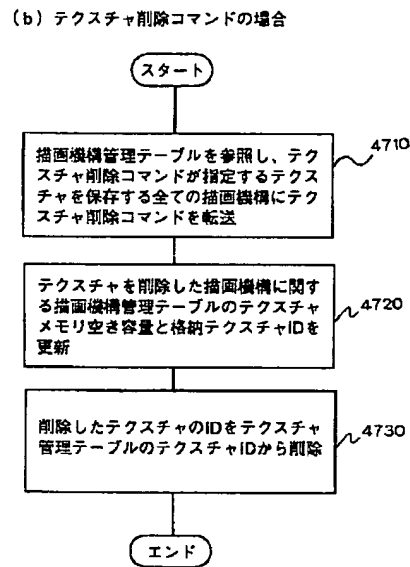 (b) テクスチャ削除コマンドの場合
スタート
描画機構管理テーブルを参照し、テク
スチャ削除コマンドが指定するテクス
チャを保存する全ての描画機構にテク
スチャ削除コマンドを転送
4710
テクスチャを削除した描画機構に関す
る描画機構管理テーブルのテクスチャ
メモリ空き容量と格納テクスチャIDを
更新
4720
削除したテクスチャのIDをテクスチャ
管理テーブルのテクスチャIDから削除
4730
エンド